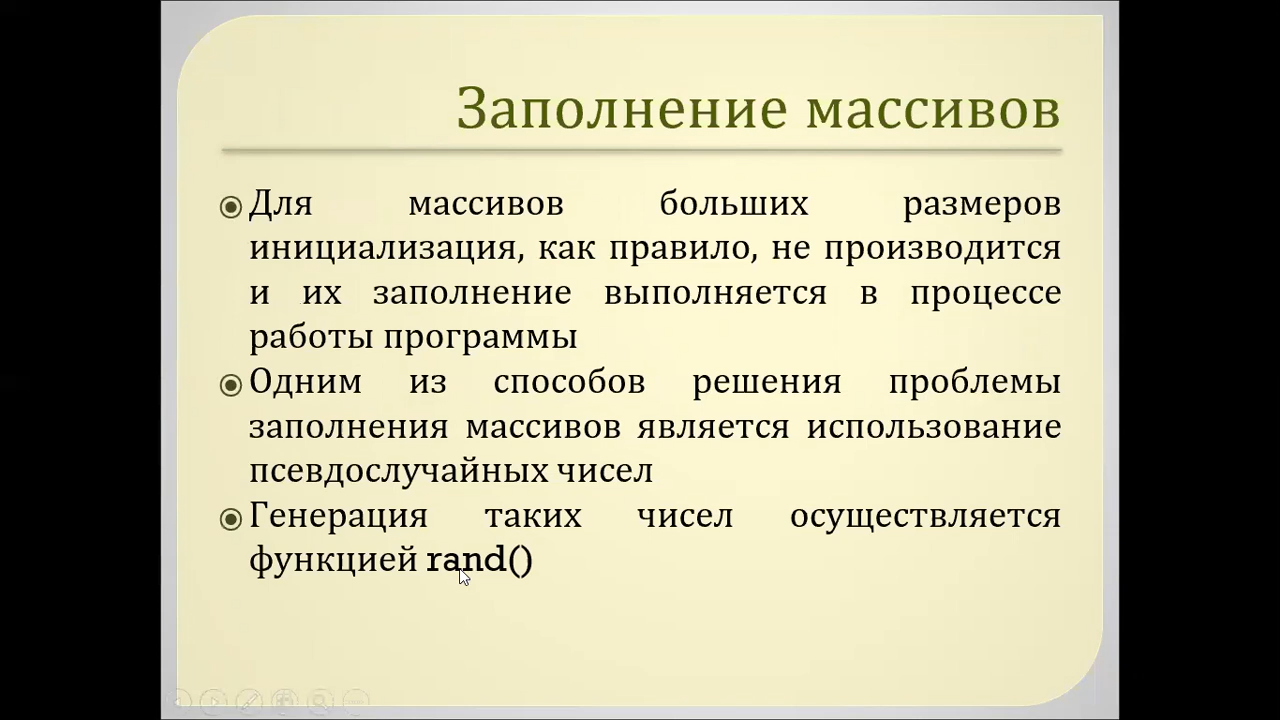 Заполнение массивов
Для массивов больших размеров
инициализация, как правило, не производится
и их заполнение выполняется в процессе
работы программы
Одним из способов решения проблемы
заполнения массивов является использование
псевдослучайных чисел
Генерация таких чисел осуществляется
функцией rand()